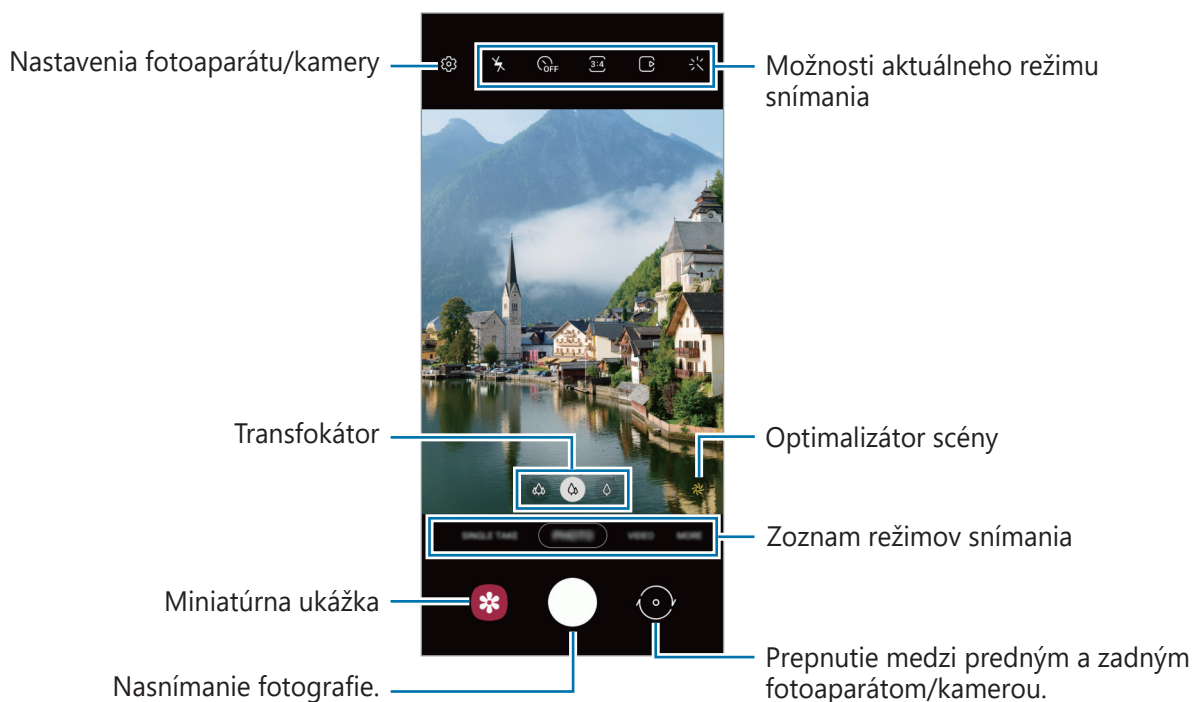 Nastavenia fotoaparátu/kamery
OFF
3:4
Možnosti aktuálneho režimu
snímania
Transfokátor
Optimalizátor scény
SINGLE TAKE
PHOTO
VIDEO
MORE
Zoznam režimov snímania
Miniatúrna ukážka
Nasnímanie fotografie.
Prepnutie medzi predným a zadným
fotoaparátom/kamerou.